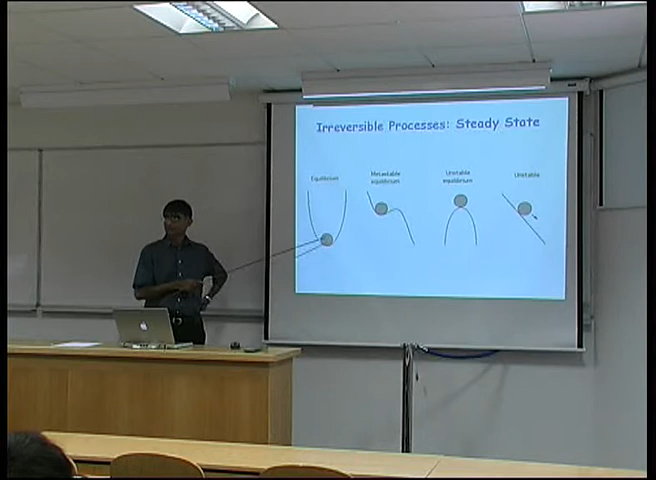 Irreversible Processes: Steady State
Equilibrium
Metastable
equilibrium
Unstable
equilibrium
Unstable